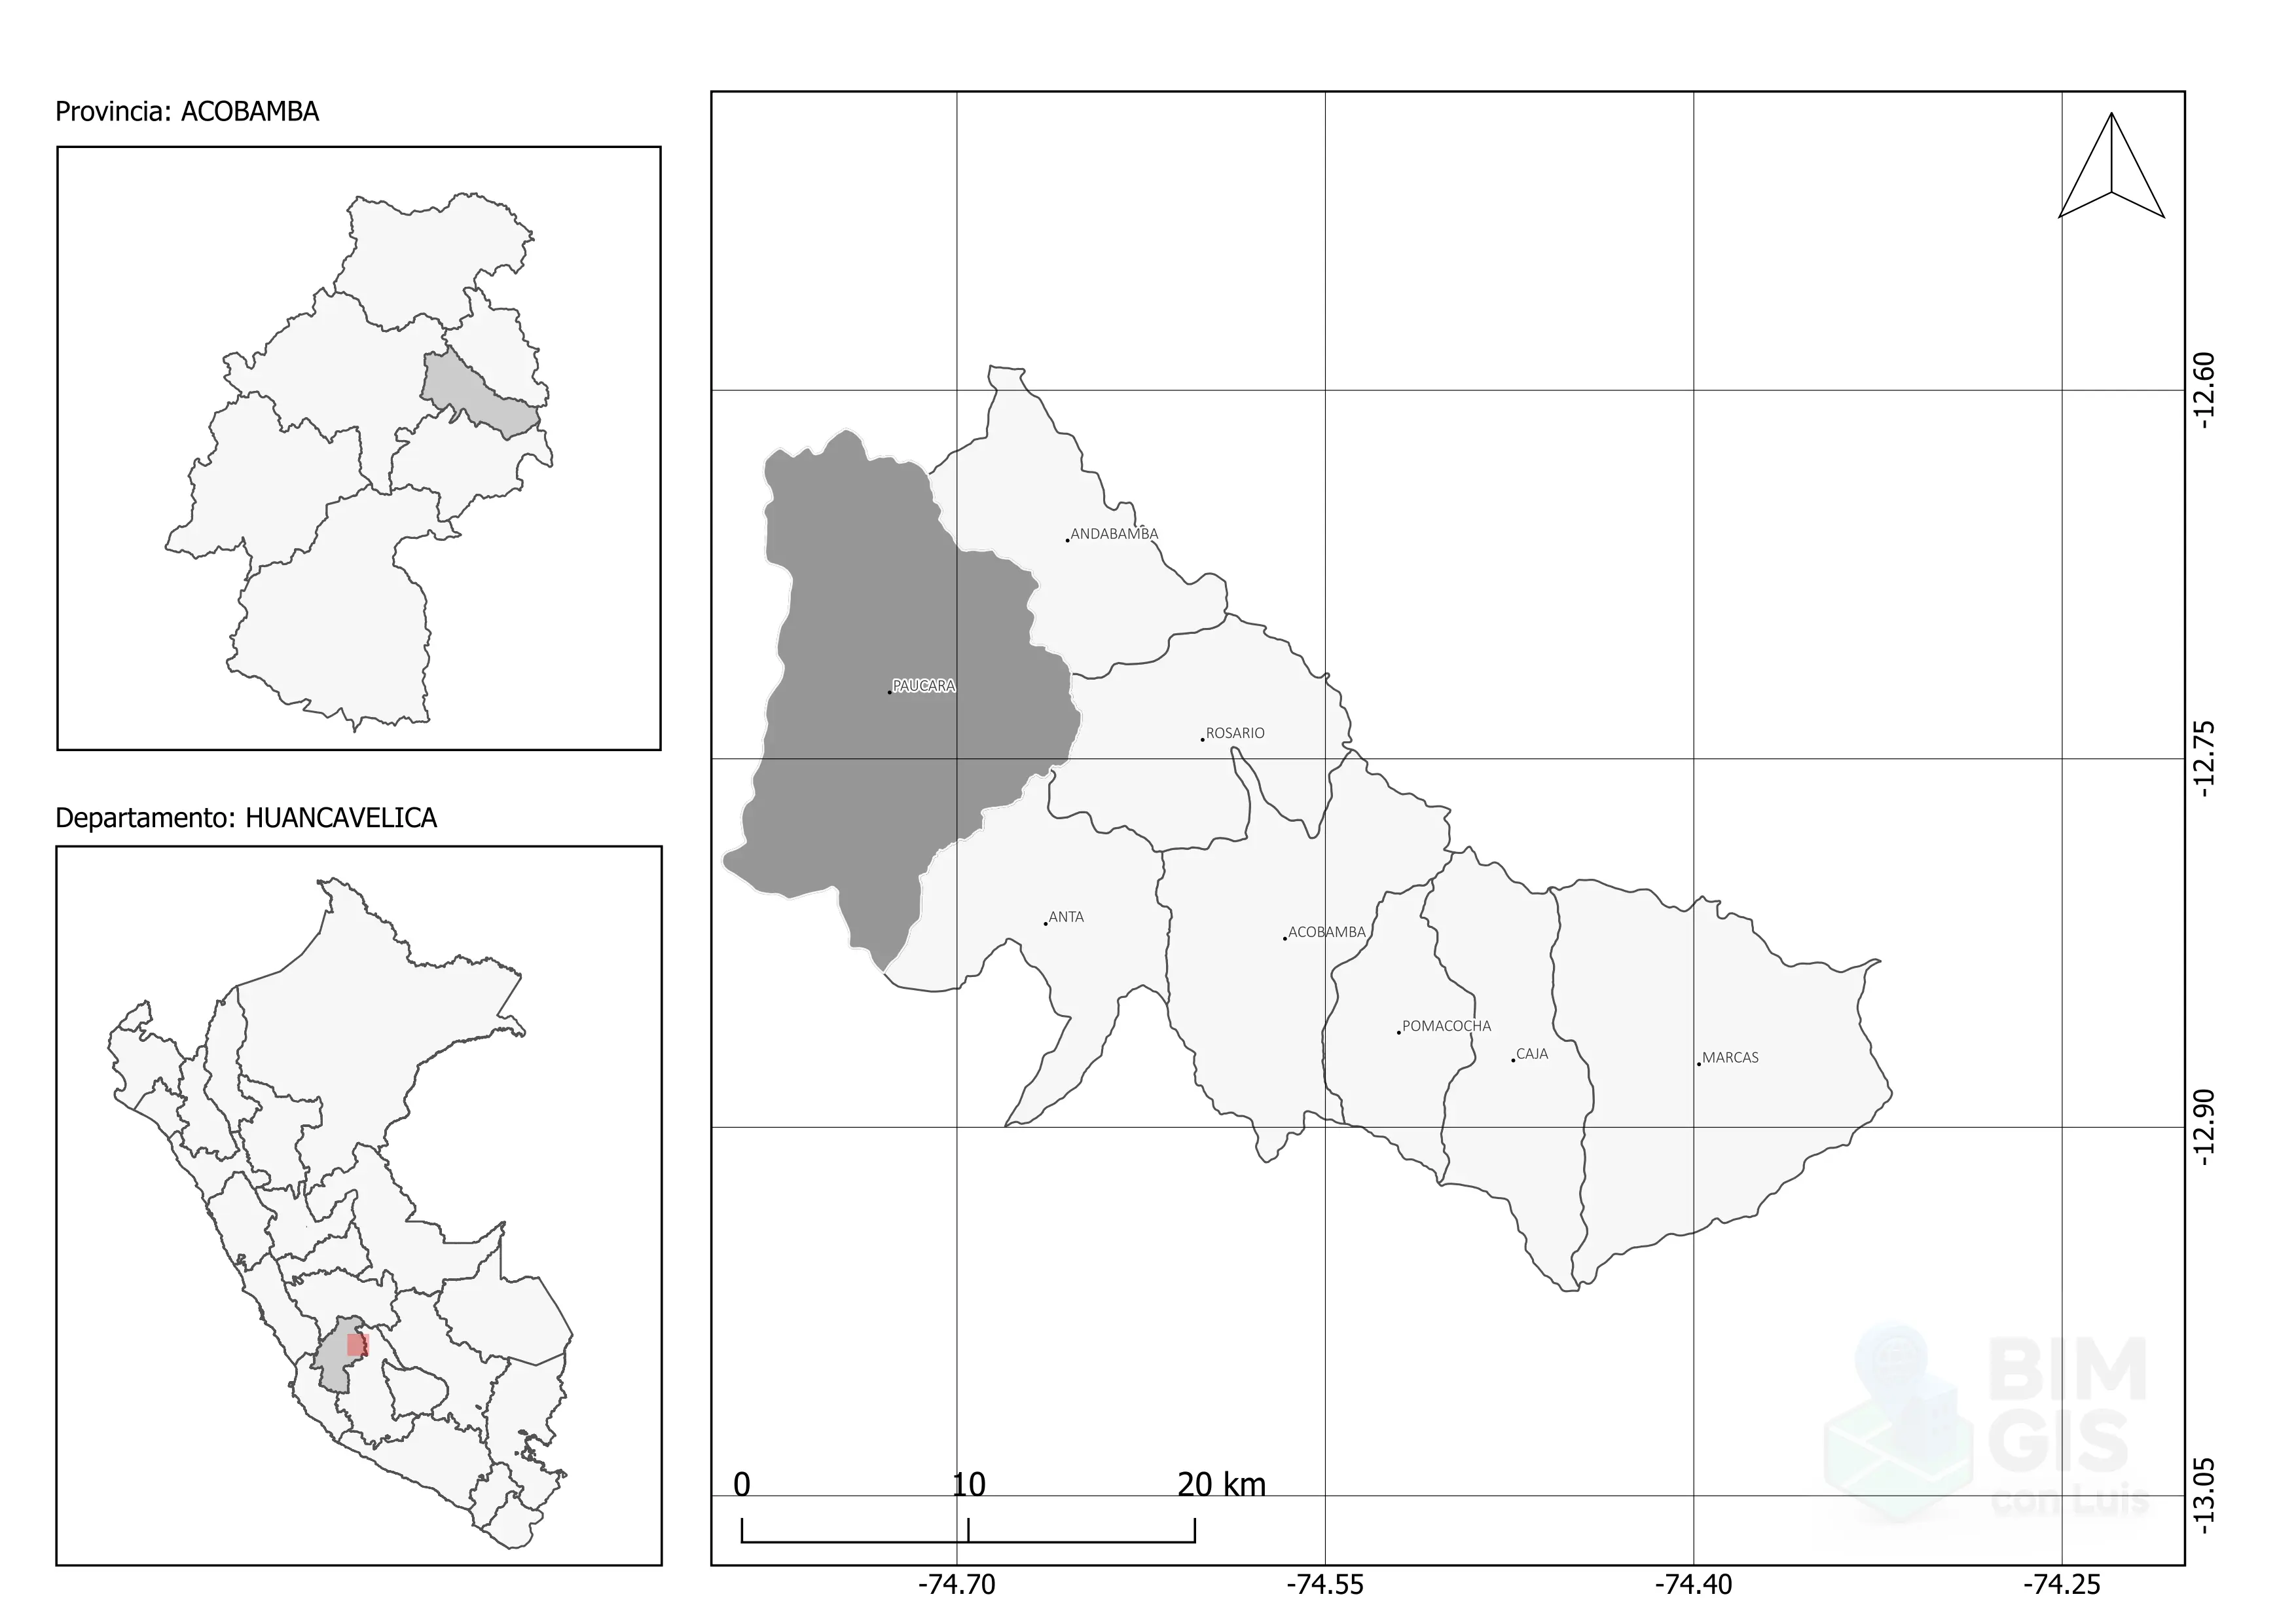 Provincia: ACOBAMBA
Departamento: HUANCAVELICA
ANDABAMBA
PAUCARA
ROSARIO
ANTA
ACOBAMBA
POMACOCHA
CAJA
MARCAS
-12.60
-12.75
-12.90
-13.05
0 10 20 km
BIM
GIS
con Luis
-74.70 -74.55 -74.40 -74.25